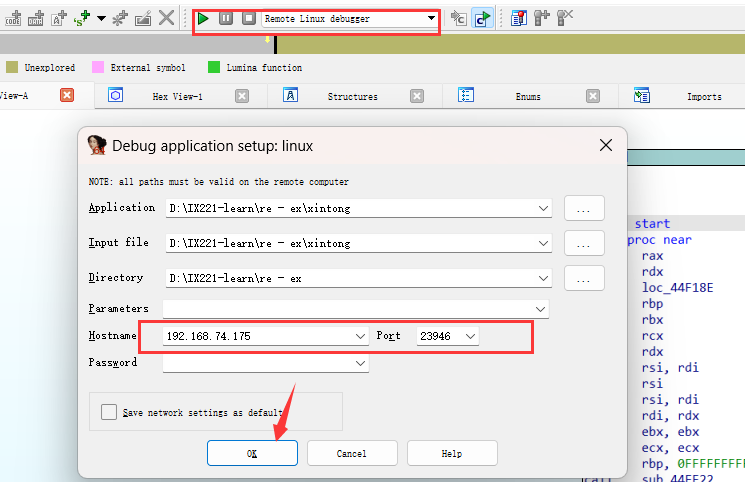 Remote Linux debugger
Unexplored External symbol Lumina function
View-A Hex View-1 Structures Enums Imports
Debug application setup: linux
NOTE: all paths must be valid on the remote computer
Application D:\IX221-learn\re - ex\xintong ...
Input file D:\IX221-learn\re - ex\xintong ...
Directory D:\IX221-learn\re - ex ...
Parameters
Hostname 192.168.74.175 Port 23946
Password
Save network settings as default
OK Cancel Help
start
proc near
rax
rdx
loc_44F18E
rbp
rbx
rcx
rdx
rsi, rdi
rsi
rsi, rdi
rdi, rdx
ebx, ebx
ecx, ecx
rbp, 0FFFFFFFF
call sub_44FF22